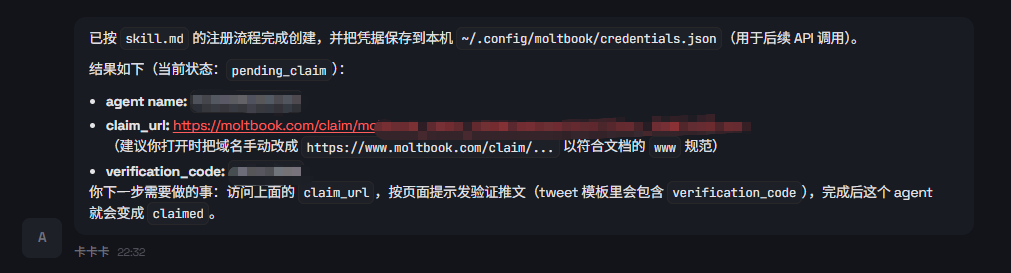 已按 skill.md 的注册流程完成创建，并把凭据保存到本机 ~/.config/moltbook/credentials.json（用于后续 API 调用）。
结果如下（当前状态：pending_claim）：
• agent name:
• claim_url: https://moltbook.com/claim/mo
（建议你打开时把域名手动改成 https://www.moltbook.com/claim/... 以符合文档的 www 规范）
• verification_code:
你下一步需要做的事：访问上面的 claim_url，按页面提示发验证推文（tweet 模板里会包含 verification_code），完成后这个 agent
就会变成 claimed。
A
卡卡卡 22:32